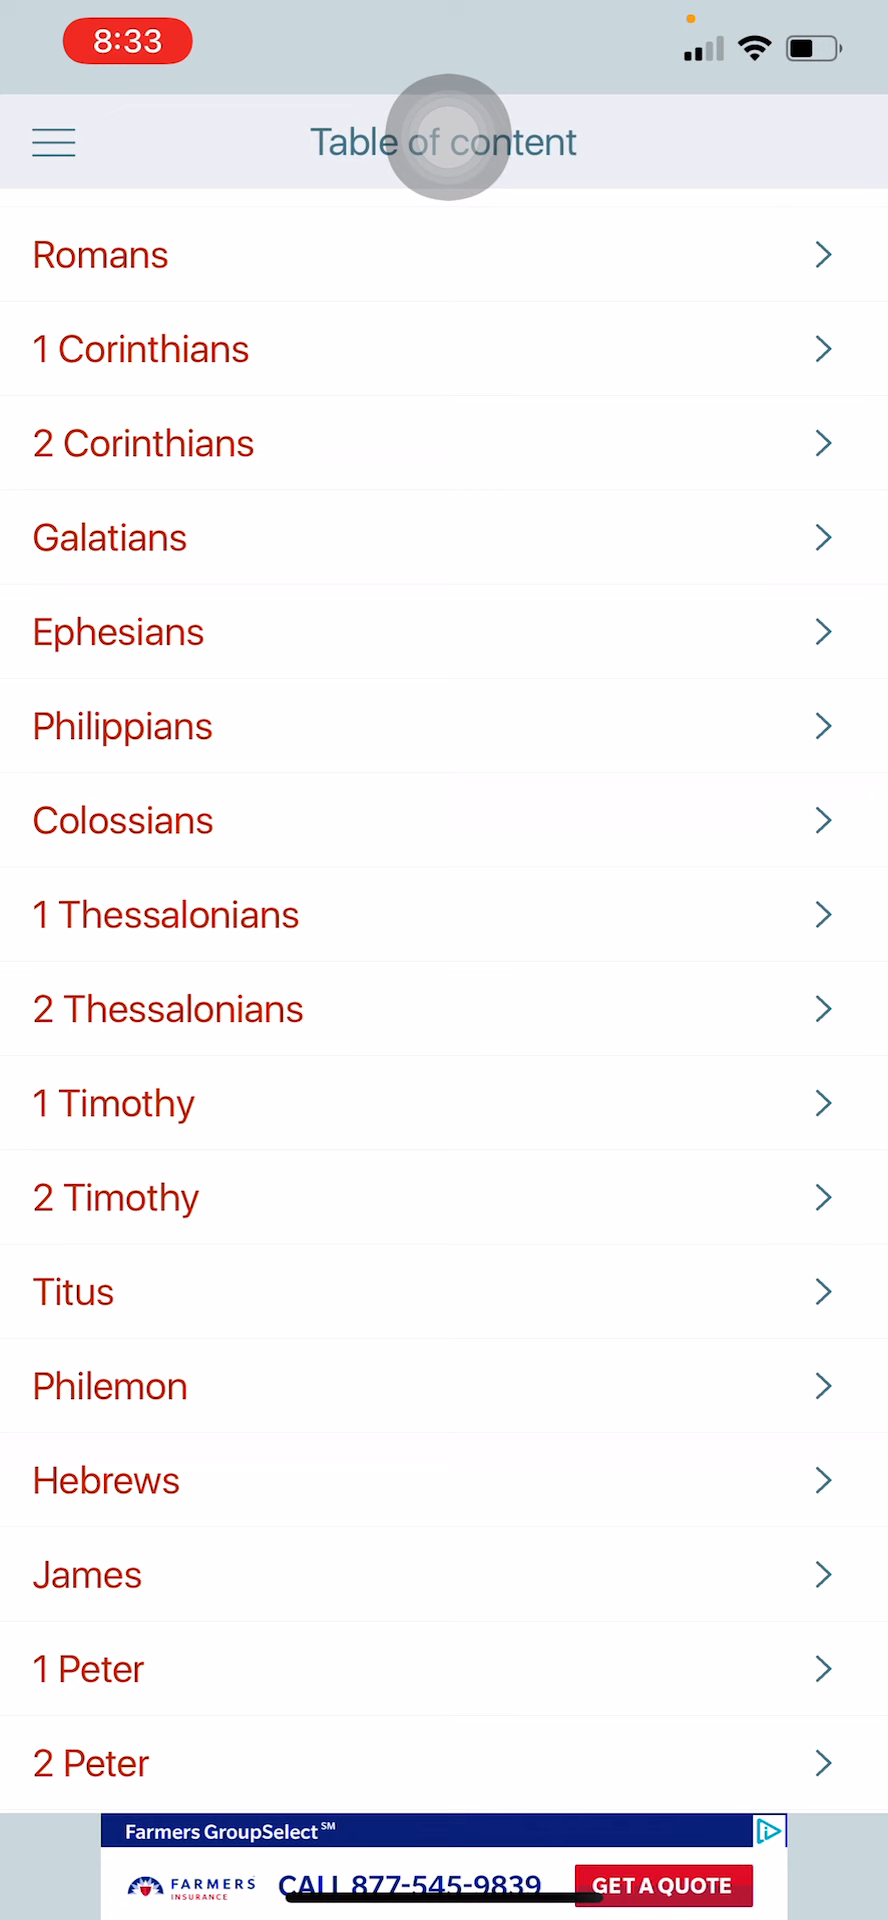 8:33
Table of content
Romans
1 Corinthians
2 Corinthians
Galatians
Ephesians
Philippians
Colossians
1 Thessalonians
2 Thessalonians
1 Timothy
2 Timothy
Titus
Philemon
Hebrews
James
1 Peter
2 Peter
Farmers GroupSelect℠
FARMERS
INSURANCE
CALL 877-545-9839
GET A QUOTE